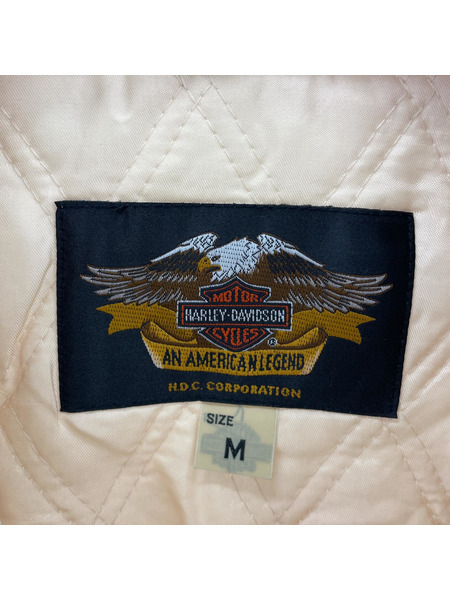 MOTOR
HARLEY-DAVIDSON
CYCLES
®
AN AMERICAN LEGEND
H.D.C. CORPORATION
SIZE
M